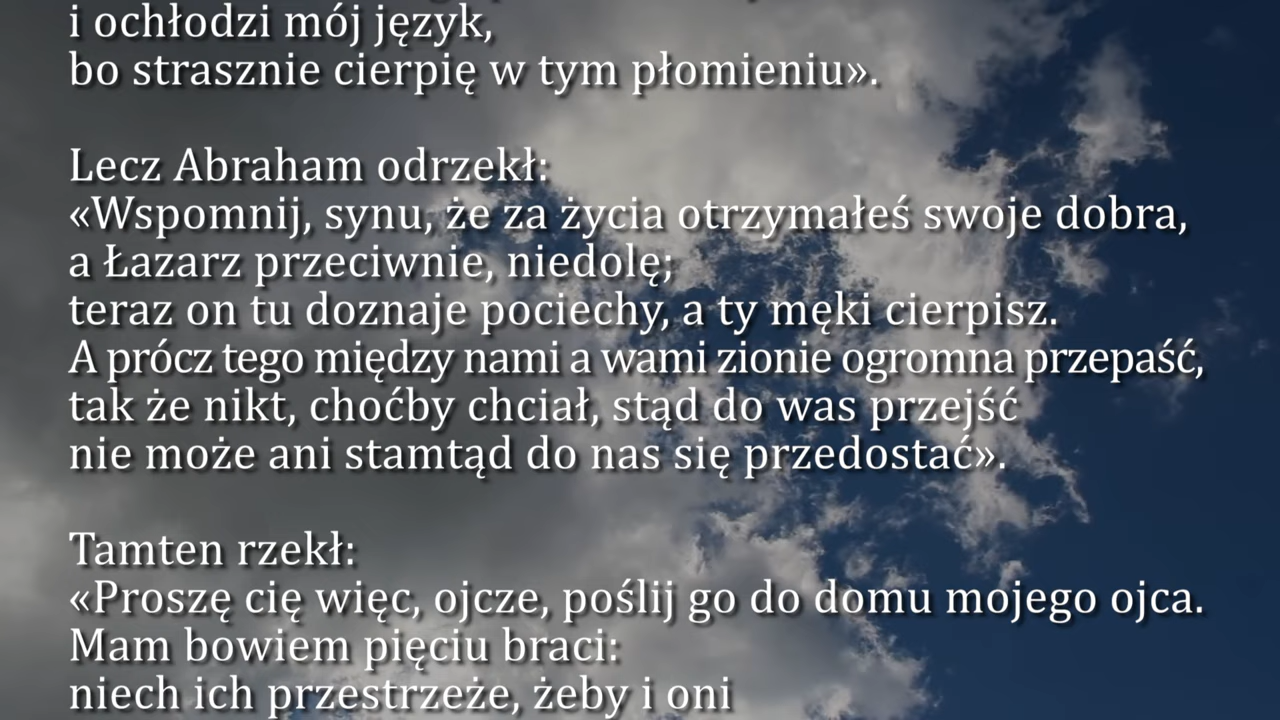 i ochłodzi mój język,
bo strasznie cierpię w tym płomieniu».
Lecz Abraham odrzekł:
«Wspomnij, synu, że za życia otrzymałeś swoje dobra,
a Łazarz przeciwnie, niedolę;
teraz on tu doznaje pociechy, a ty męki cierpisz.
A prócz tego między nami a wami zionie ogromna przepaść,
tak że nikt, choćby chciał, stąd do was przejść
nie może ani stamtąd do nas się przedostać».
Tamten rzekł:
«Proszę cię więc, ojcze, poślij go do domu mojego ojca.
Mam bowiem pięciu braci:
niech ich przestrzeże, żeby i oni